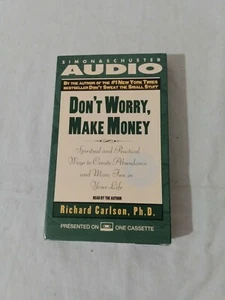 SIMON&SCHUSTER
AUDIO
BY THE AUTHOR OF THE #1 NEW YORK TIMES
BESTSELLER DON'T SWEAT THE SMALL STUFF
DON'T WORRY,
MAKE MONEY
Spiritual and Practical
Ways to Create Abundance
and More Fun in
Your Life
READ BY THE AUTHOR
Richard Carlson, Ph.D.
PRESENTED ON ONE CASSETTE